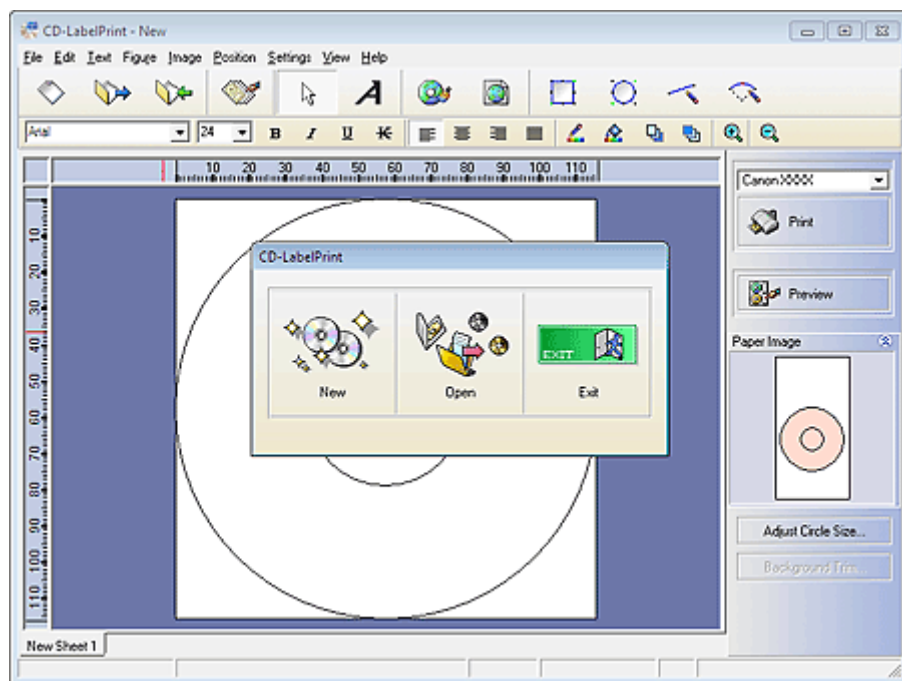 CD-LabelPrint - New
File Edit Text Figure Image Position Settings View Help
Arial 24 B I U K
10 20 30 40 50 60 70 80 90 100 110
Canon XXXX
Print
Preview
Paper Image
Adjust Circle Size...
Background Trim...
10
20
30
40
50
60
70
80
90
100
110
CD-LabelPrint
EXIT
New Open Exit
New Sheet 1